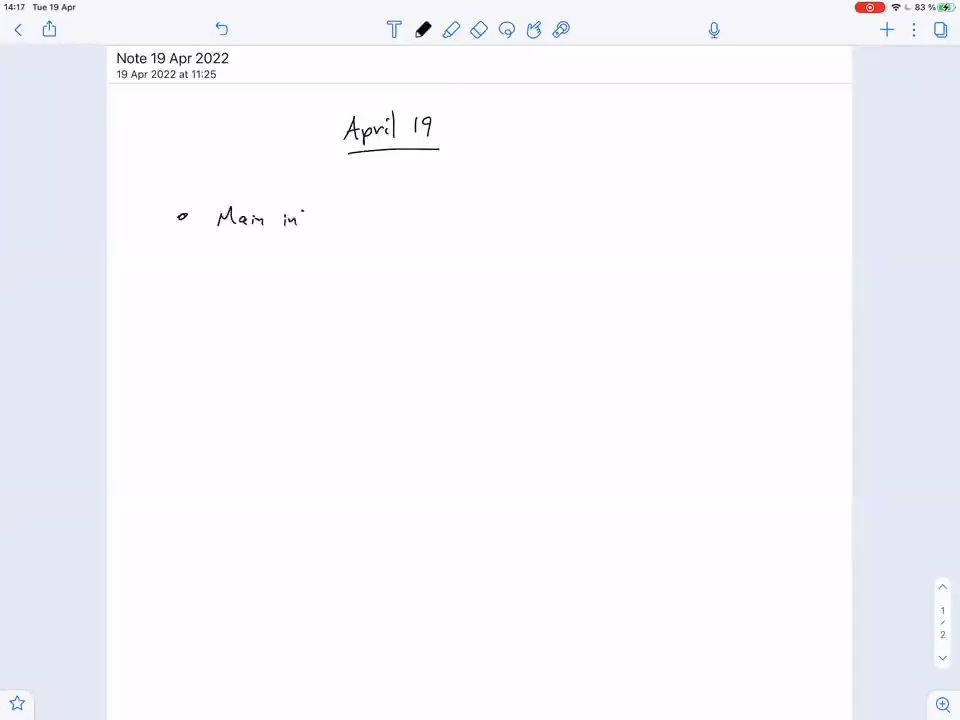 14:17 Tue 19 Apr
83 %
Note 19 Apr 2022
19 Apr 2022 at 11:25
April 19
Main in
1
/
2